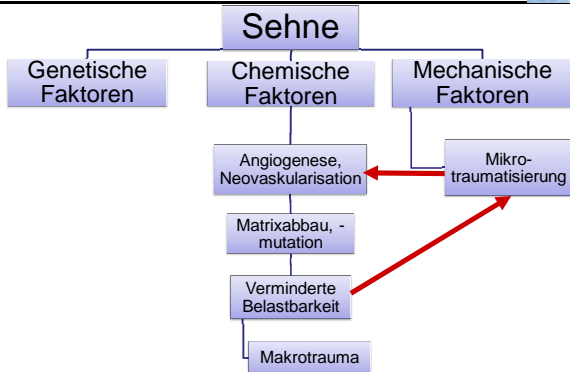 Sehne
Genetische
Faktoren
Chemische
Faktoren
Mechanische
Faktoren
Angiogenese,
Neovaskularisation
Mikro-
traumatisierung
Matrixabbau, -
mutation
Verminderte
Belastbarkeit
Makrotrauma